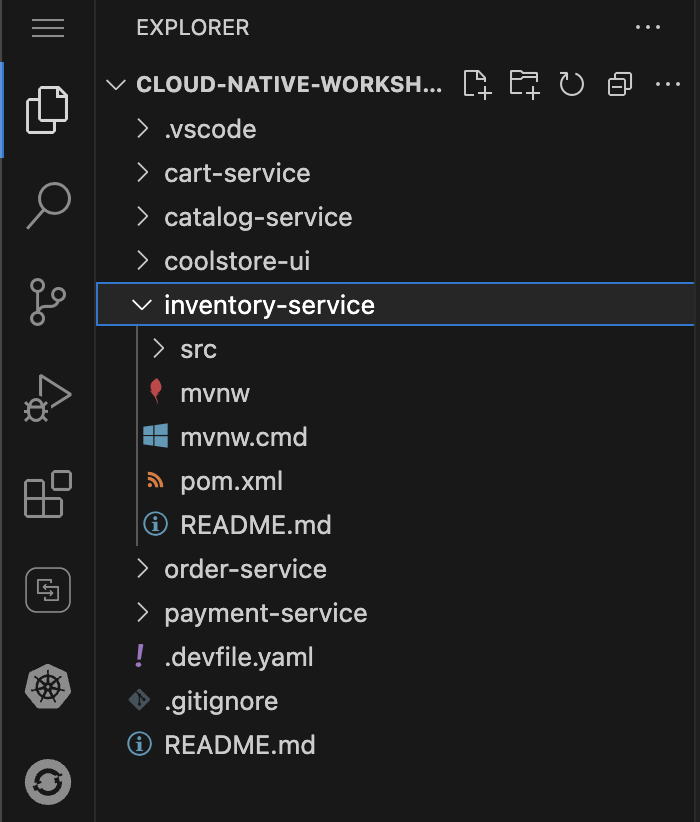 EXPLORER
CLOUD-NATIVE-WORKSH...
.vscode
cart-service
catalog-service
coolstore-ui
inventory-service
src
mvnw
mvnw.cmd
pom.xml
README.md
order-service
payment-service
.devfile.yaml
.gitignore
README.md